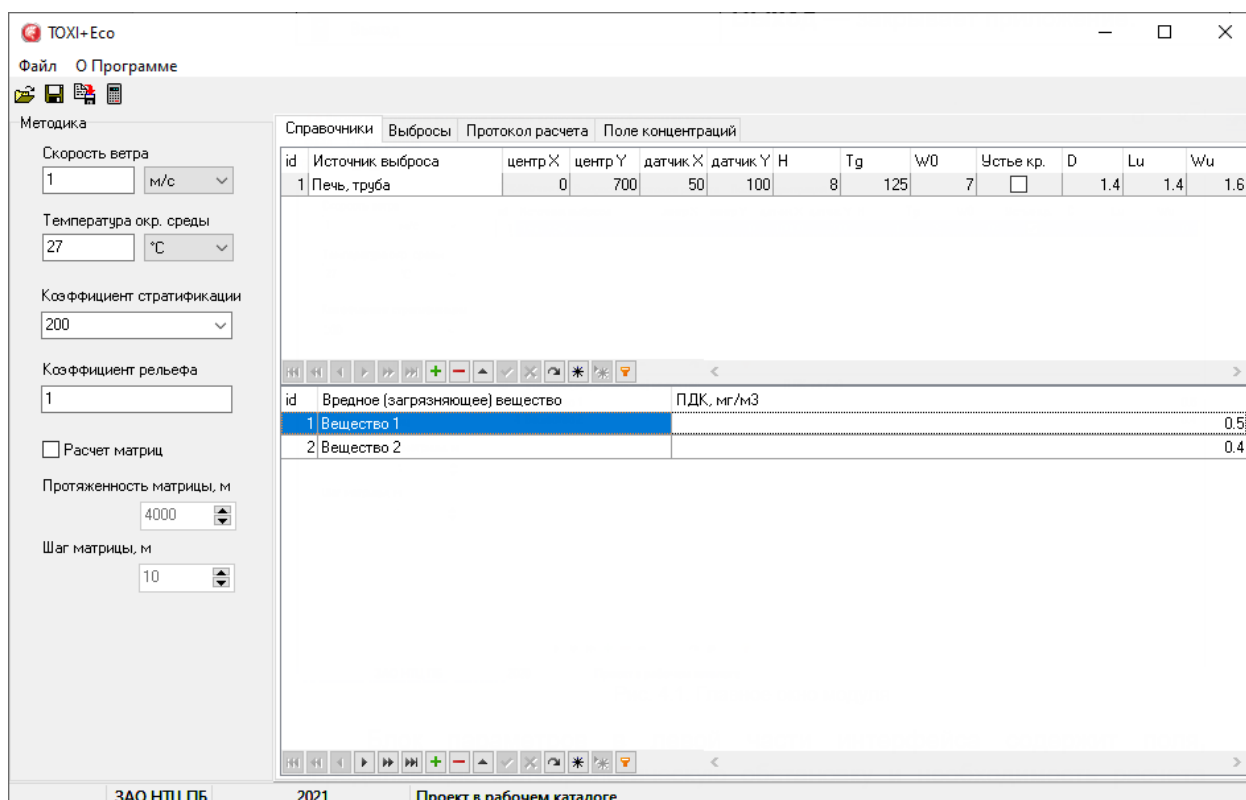 TOXI+Eco
Файл О Программе
Методика
Скорость ветра
1 м/с
Температура окр. среды
27 °C
Коэффициент стратификации
200
Коэффициент рельефа
1
Расчет матриц
Протяженность матрицы, м
4000
Шаг матрицы, м
10
Справочники Выбросы Протокол расчета Поле концентраций
id Источник выброса центр X центр Y датчик X датчик Y H Tg W0 Устье кр. D Lu Wu
1 Печь, труба 0 700 50 100 8 125 7 1.4 1.4 1.6
id Вредное (загрязняющее) вещество ПДК, мг/м3
1 Вещество 1 0.5
2 Вещество 2 0.4
ЗАО НТЦ ПБ 2021 Проект в рабочем каталоге